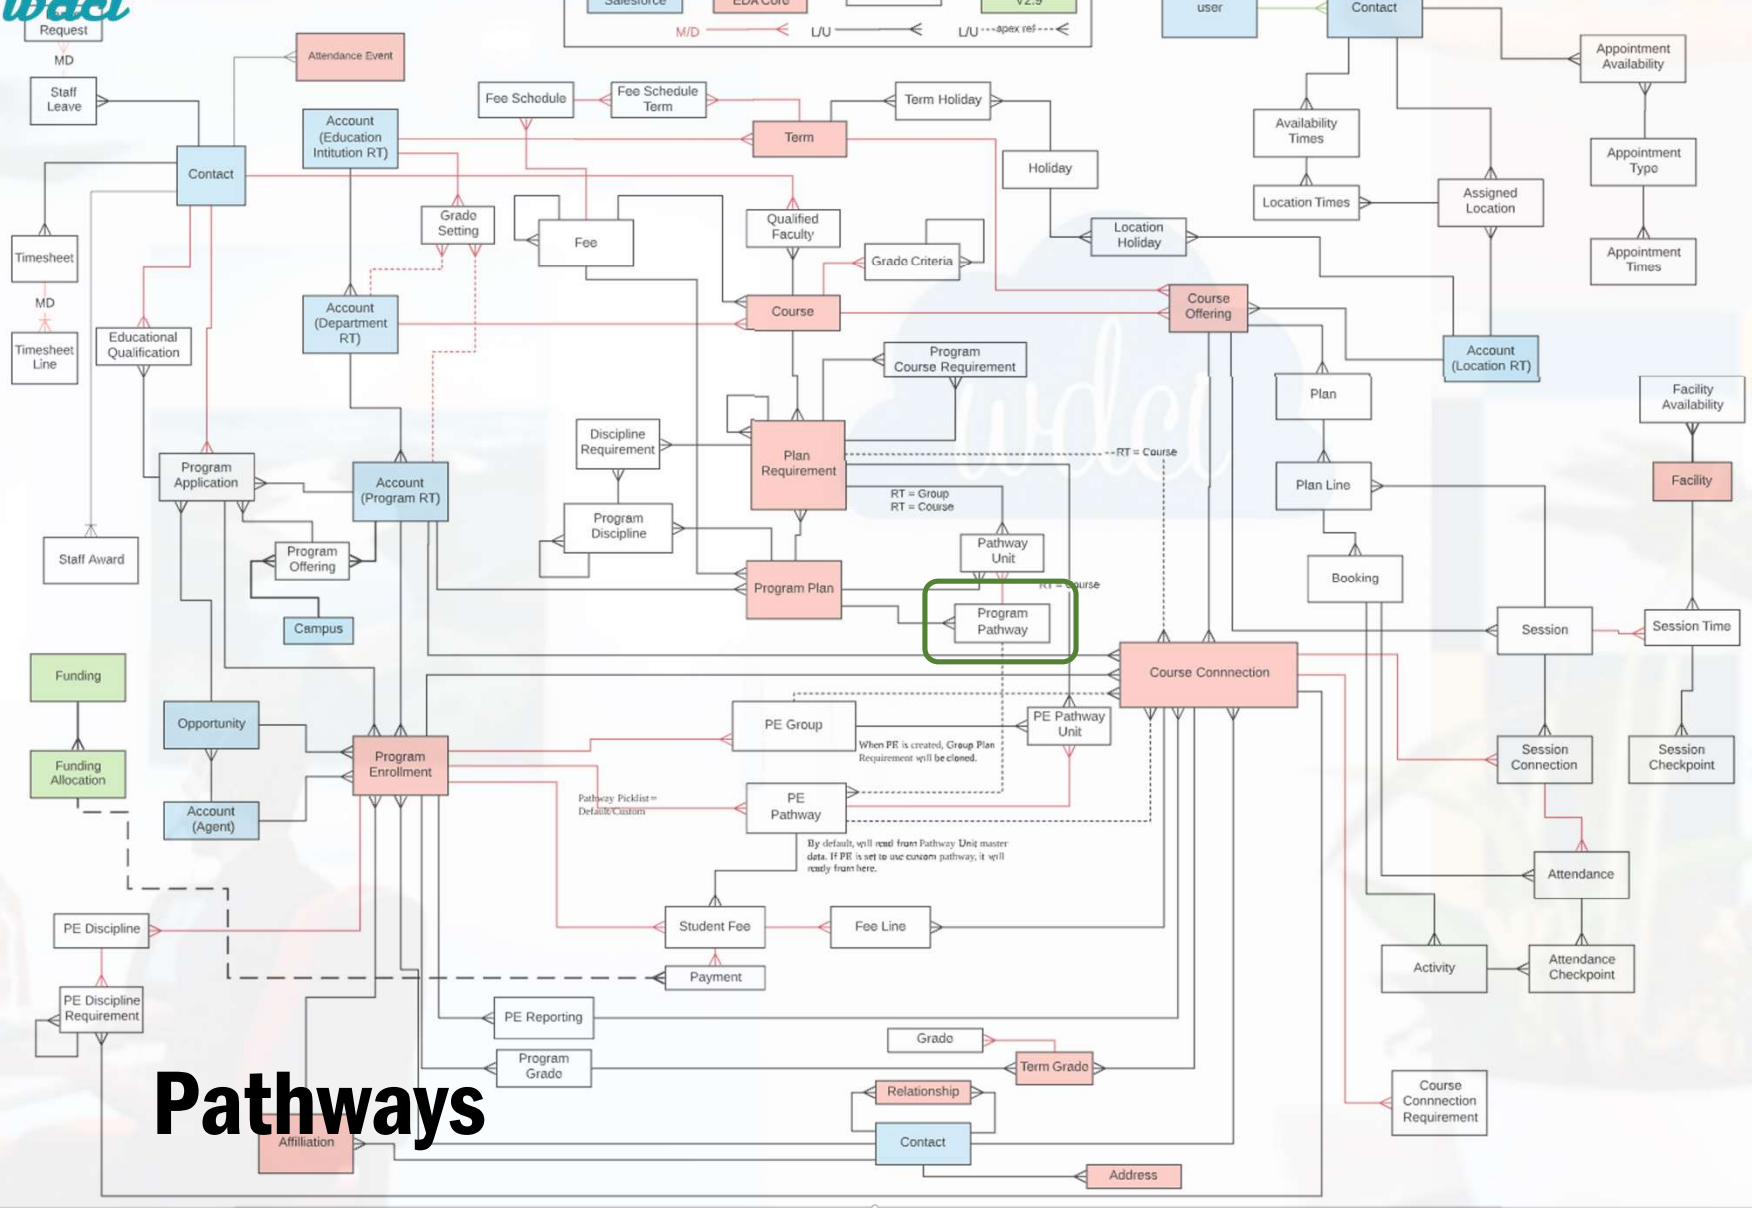 wdci
Salesforce
EDA Core
V2.9
M/D
L/U
L/U
apex ref
user
Contact
Request
MD
Staff
Leave
Attendance Event
Appointment
Availability
Fee Schedule
Fee Schedule
Term
Term Holiday
Account
(Education
Intitution RT)
Term
Availability
Times
Holiday
Appointment
Type
Contact
Location Times
Assigned
Location
Grade
Setting
Qualified
Faculty
Fee
Location
Holiday
Timesheet
Grade Criteria
Appointment
Times
MD
Account
(Department
RT)
Course
Course
Offering
Timesheet
Line
Educational
Qualification
Program
Course Requirement
Account
(Location RT)
Plan
Facility
Availability
wdci
Discipline
Requirement
Plan
Requirement
RT = Course
Program
Application
Account
(Program RT)
Plan Line
Facility
RT = Group
RT = Course
Program
Discipline
Pathway
Unit
Staff Award
Program
Offering
Booking
Program Plan
RT = Course
Campus
Program
Pathway
Session
Session Time
Funding
Course Connnection
Opportunity
PE Group
PE Pathway
Unit
When PE is created, Group Plan
Requirement will be cloned.
Program
Enrollment
Session
Connection
Session
Checkpoint
Funding
Allocation
Pathway Picklist=
Default/Custom
PE
Pathway
Account
(Agent)
By default, will read from Pathway Unit master
data. If PE is set to use custom pathway, it will
ready from here.
Attendance
PE Discipline
Student Fee
Fee Line
Payment
Activity
Attendance
Checkpoint
PE Discipline
Requirement
PE Reporting
Grade
Program
Grade
Term Grade
Pathways
Relationship
Course
Connnection
Requirement
Affilliation
Contact
Address